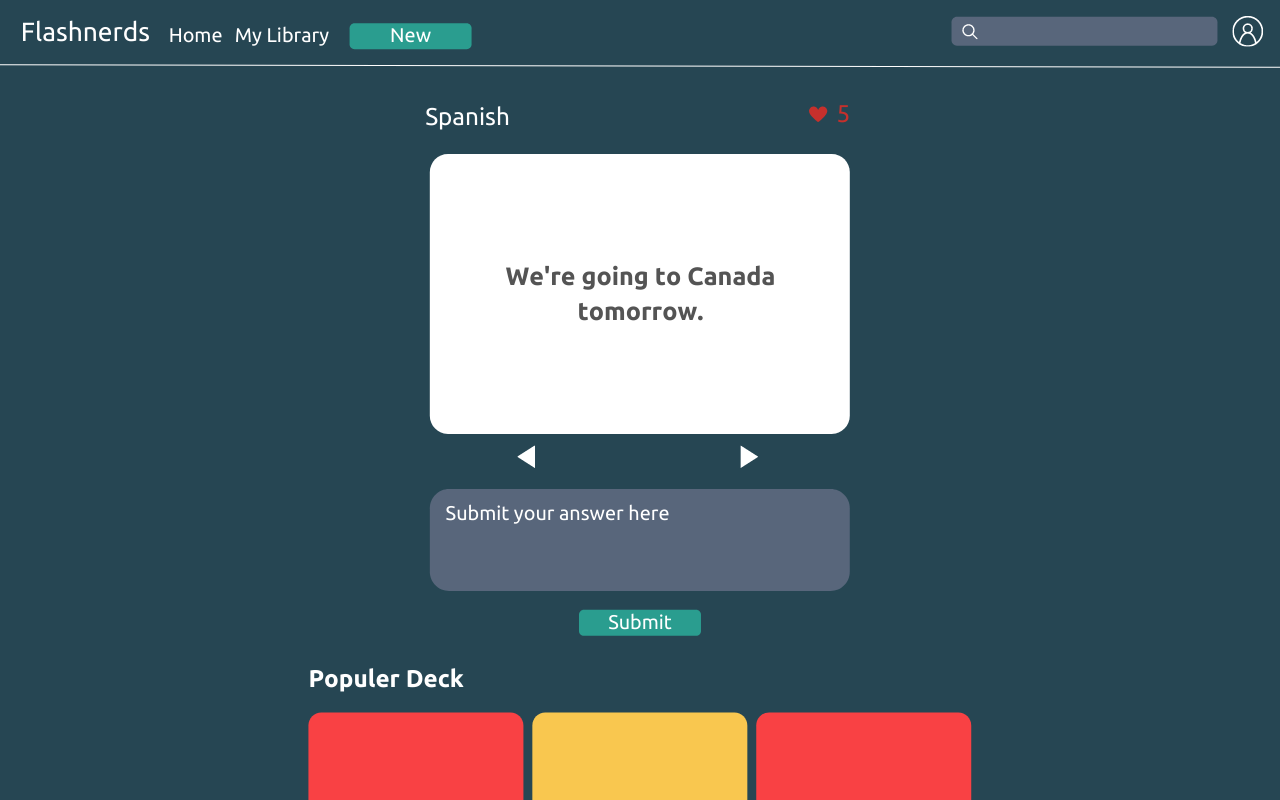 Flashnerds Home My Library New
Spanish 5
We're going to Canada
tomorrow.
Submit your answer here
Submit
Populer Deck